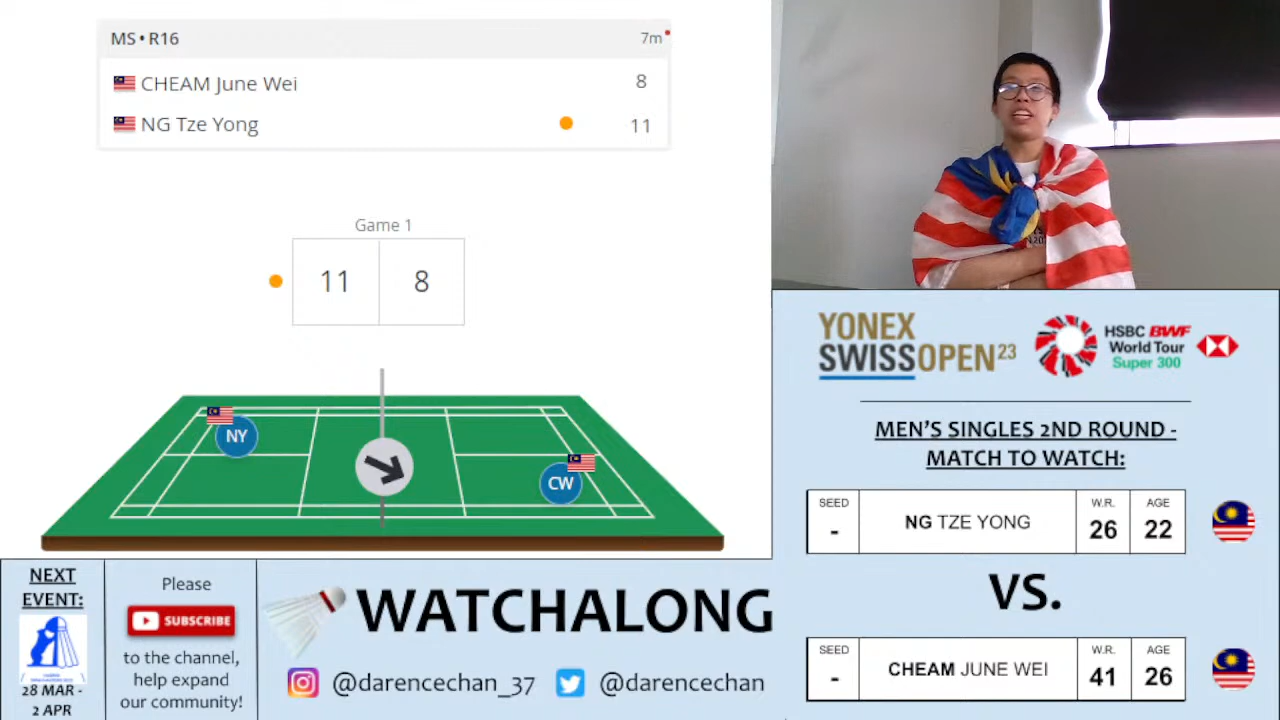 MS • R16
7m
CHEAM June Wei
8
NG Tze Yong
11
Game 1
11
8
NY
CW
YONEX
SWISSOPEN23
HSBC BWF
World Tour
Super 300
MEN'S SINGLES 2ND ROUND -
MATCH TO WATCH:
SEED
-
NG TZE YONG
W.R.
26
AGE
22
VS.
SEED
-
CHEAM JUNE WEI
W.R.
41
AGE
26
NEXT
EVENT:
28 MAR -
2 APR
Please
SUBSCRIBE
to the channel,
help expand
our community!
WATCHALONG
@darencechan_37
@darencechan